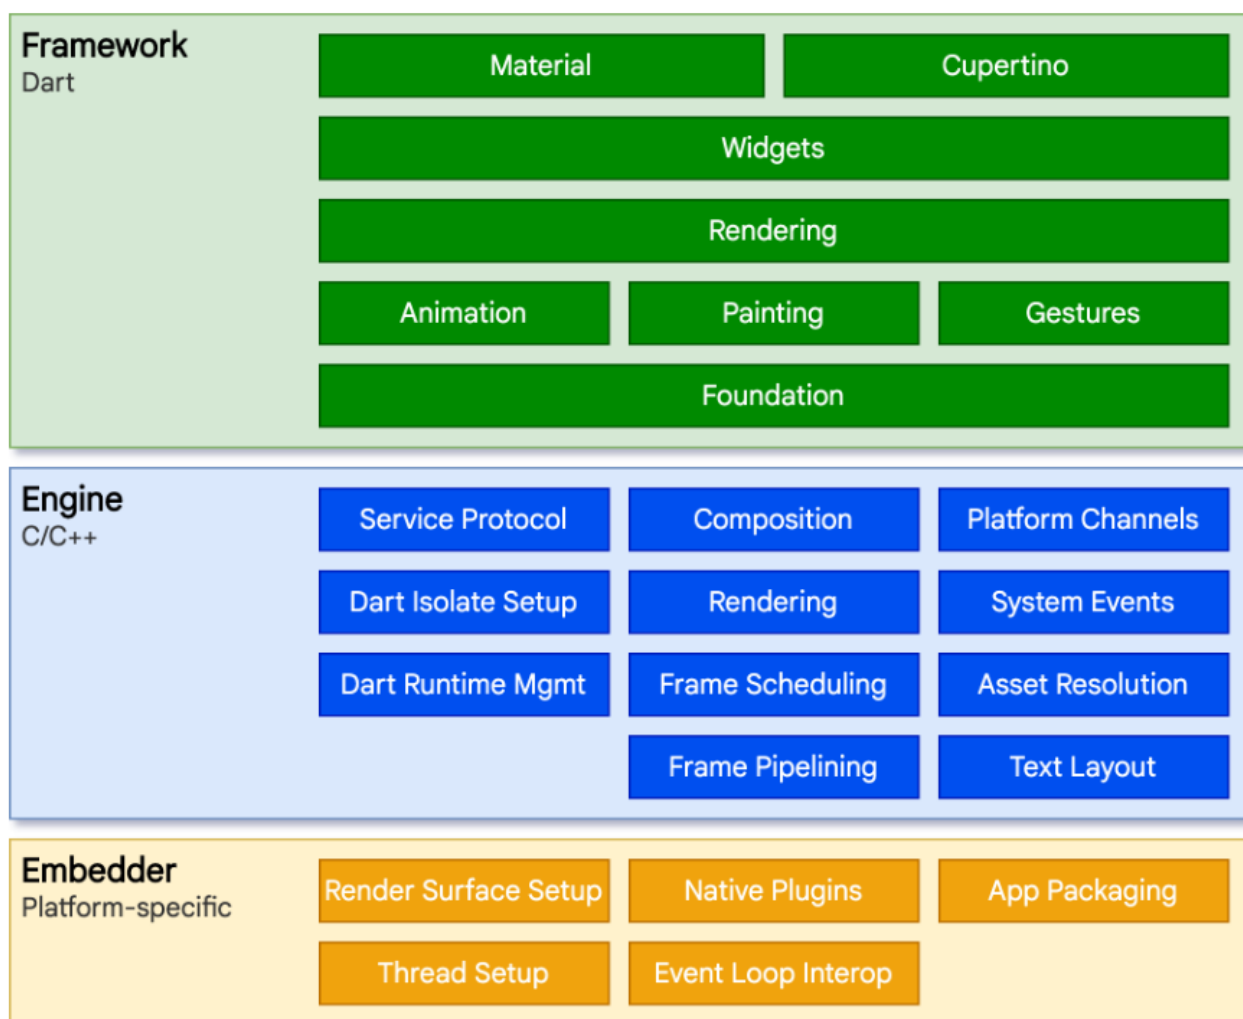 Framework
Dart
Material
Cupertino
Widgets
Rendering
Animation
Painting
Gestures
Foundation
Engine
C/C++
Service Protocol
Composition
Platform Channels
Dart Isolate Setup
Rendering
System Events
Dart Runtime Mgmt
Frame Scheduling
Asset Resolution
Frame Pipelining
Text Layout
Embedder
Platform-specific
Render Surface Setup
Native Plugins
App Packaging
Thread Setup
Event Loop Interop